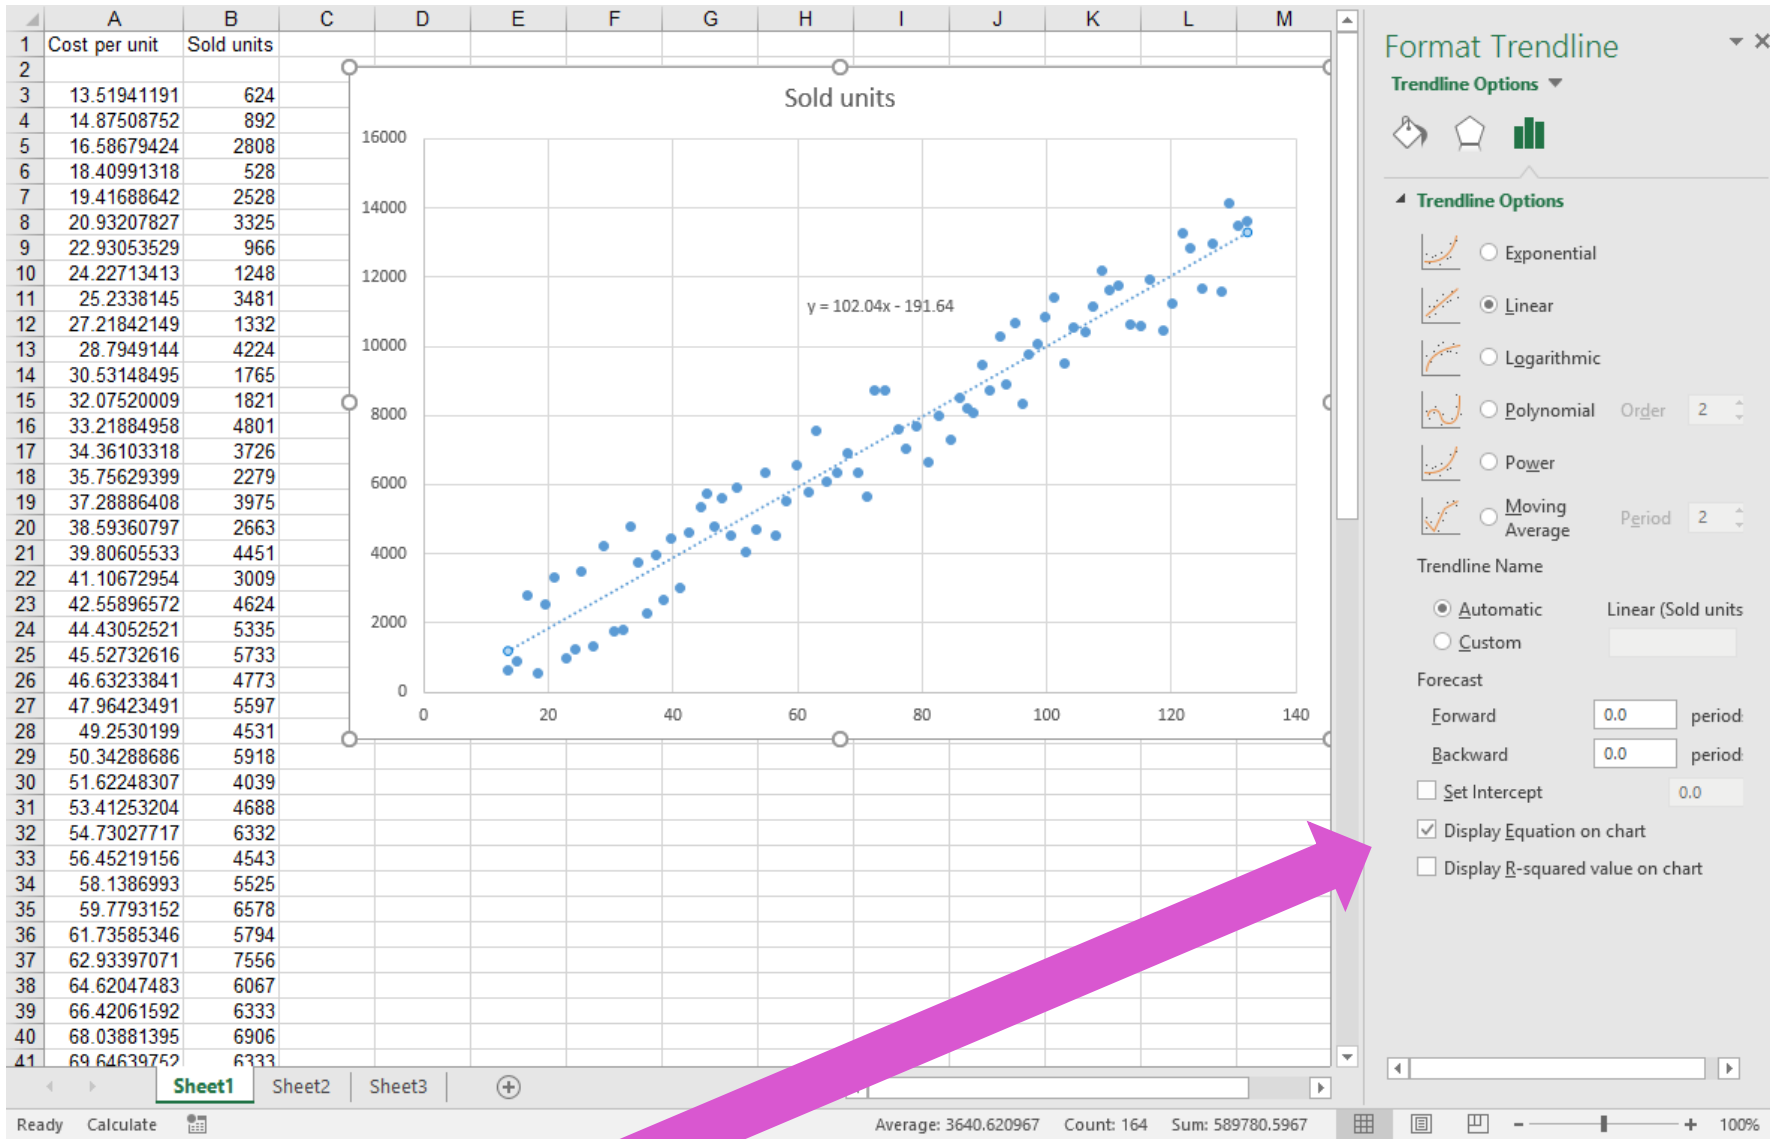 A B C D E F G H I J K L M
1 Cost per unit Sold units
2
3 13.51941191 624
4 14.87508752 892
5 16.58679424 2808
6 18.40991318 528
7 19.41688642 2528
8 20.93207827 3325
9 22.93053529 966
10 24.22713413 1248
11 25.2338145 3481
12 27.21842149 1332
13 28.7949144 4224
14 30.53148495 1765
15 32.07520009 1821
16 33.21884958 4801
17 34.36103318 3726
18 35.75629399 2279
19 37.28886408 3975
20 38.59360797 2663
21 39.80605533 4451
22 41.10672954 3009
23 42.55896572 4624
24 44.43052521 5335
25 45.52732616 5733
26 46.63233841 4773
27 47.96423491 5597
28 49.2530199 4531
29 50.34288686 5918
30 51.62248307 4039
31 53.41253204 4688
32 54.73027717 6332
33 56.45219156 4543
34 58.1386993 5525
35 59.7793152 6578
36 61.73585346 5794
37 62.93397071 7556
38 64.62047483 6067
39 66.42061592 6333
40 68.03881395 6906
41 69.64639752 6333
Sold units
16000
14000
12000
y = 102.04x - 191.64
10000
8000
6000
4000
2000
0
0 20 40 60 80 100 120 140
Format Trendline
Trendline Options
Trendline Options
Exponential
Linear
Logarithmic
Polynomial Order 2
Power
Moving
Average Period 2
Trendline Name
Automatic Linear (Sold units
Custom
Forecast
Forward 0.0 period
Backward 0.0 period
Set Intercept 0.0
Display Equation on chart
Display R-squared value on chart
Sheet1 Sheet2 Sheet3
Ready Calculate Average: 3640.620967 Count: 164 Sum: 589780.5967 100%